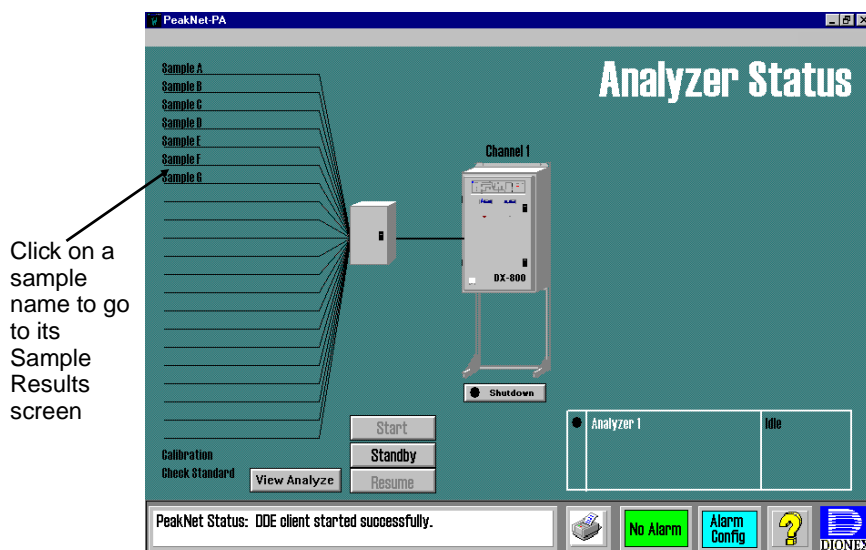 PeakNet-PA
Analyzer Status
Sample A
Sample B
Sample C
Sample D
Sample E
Sample F
Sample G
Channel 1
DX-800
Click on a
sample
name to go
to its
Sample
Results
screen
Shutdown
Start
Standby
Resume
Analyzer 1
Idle
Calibration
Check Standard
View Analyze
PeakNet Status: DDE client started successfully.
No Alarm
Alarm
Config
?
DIONEX